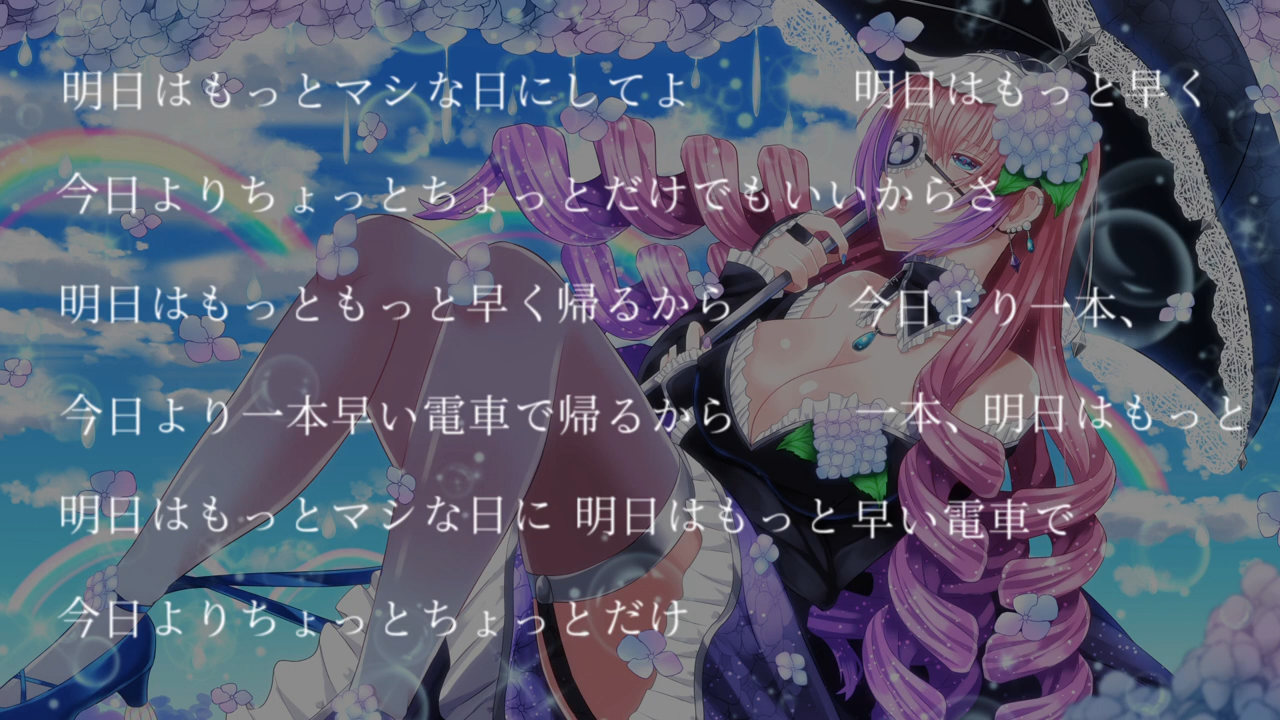 明日はもっとマシな日にしてよ 明日はもっと早く
今日よりちょっとちょっとだけでもいいからさ
明日はもっともっと早く帰るから 今日より一本、
今日より一本早い電車で帰るから 一本、明日はもっと
明日はもっとマシな日に 明日はもっと早い電車で
今日よりちょっとちょっとだけ